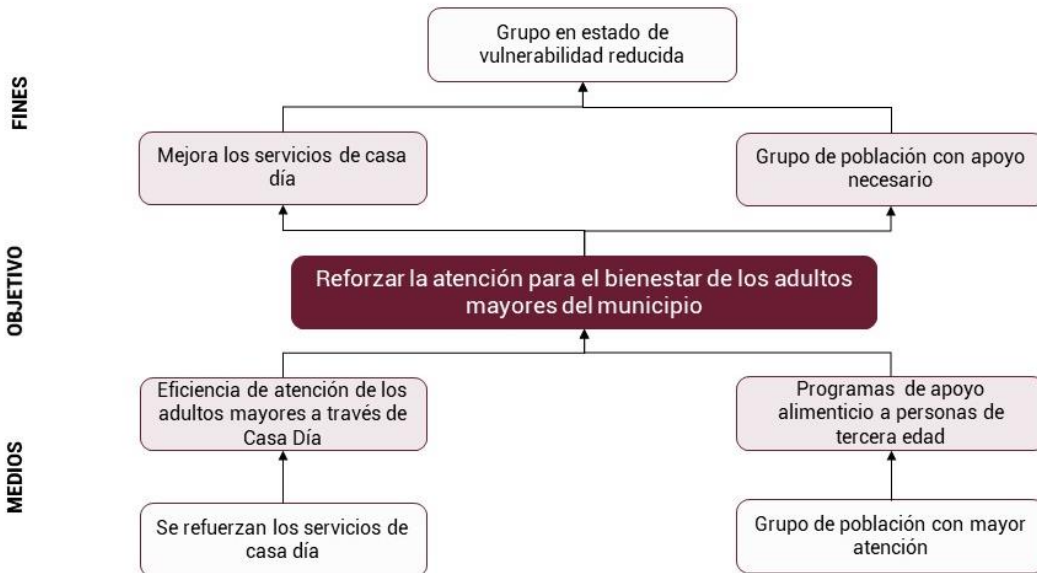 FINES
Grupo en estado de
vulnerabilidad reducida
Mejora los servicios de casa
día
Grupo de población con apoyo
necesario
OBJETIVO
Reforzar la atención para el bienestar de los adultos
mayores del municipio
MEDIOS
Eficiencia de atención de los
adultos mayores a través de
Casa Día
Programas de apoyo
alimenticio a personas de
tercera edad
Se refuerzan los servicios de
casa día
Grupo de población con mayor
atención